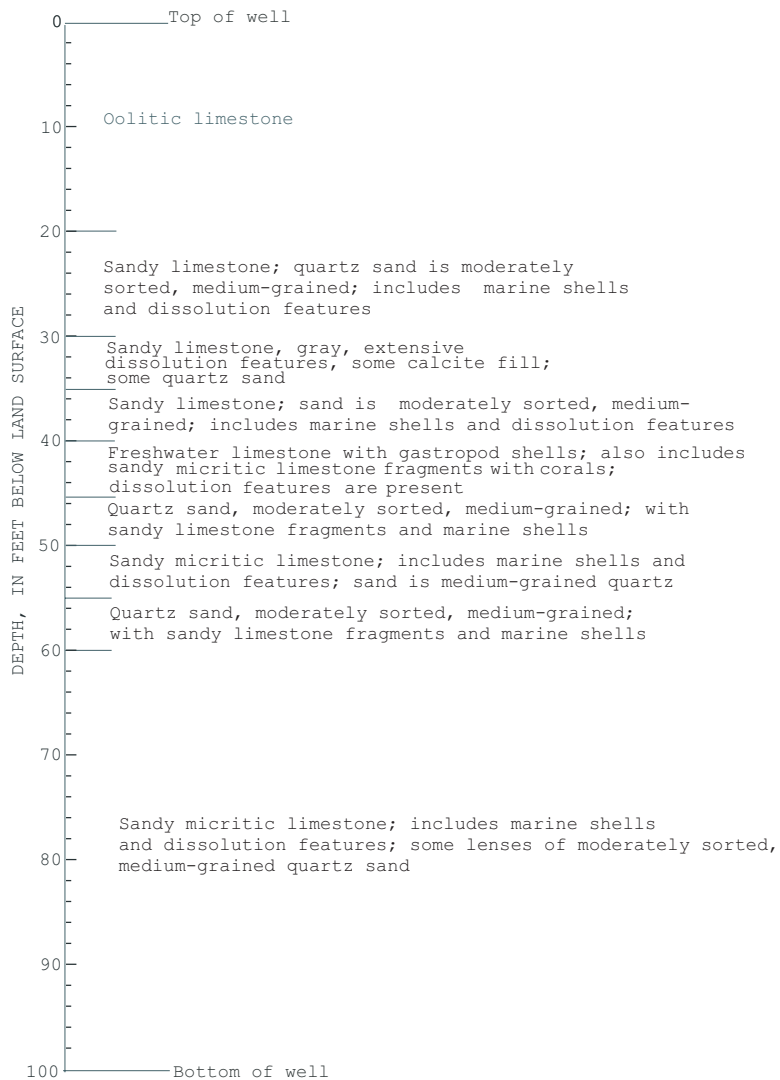 0 Top of well
10 Oolitic limestone
20
Sandy limestone; quartz sand is moderately
sorted, medium-grained; includes marine shells
and dissolution features
30
Sandy limestone, gray, extensive
dissolution features, some calcite fill;
some quartz sand
Sandy limestone; sand is moderately sorted, medium-
grained; includes marine shells and dissolution features
40
Freshwater limestone with gastropod shells; also includes
sandy micritic limestone fragments with corals;
dissolution features are present
Quartz sand, moderately sorted, medium-grained; with
sandy limestone fragments and marine shells
50
Sandy micritic limestone; includes marine shells and
dissolution features; sand is medium-grained quartz
Quartz sand, moderately sorted, medium-grained;
with sandy limestone fragments and marine shells
60
70
Sandy micritic limestone; includes marine shells
and dissolution features; some lenses of moderately sorted,
80
medium-grained quartz sand
90
100 Bottom of well
DEPTH, IN FEET BELOW LAND SURFACE